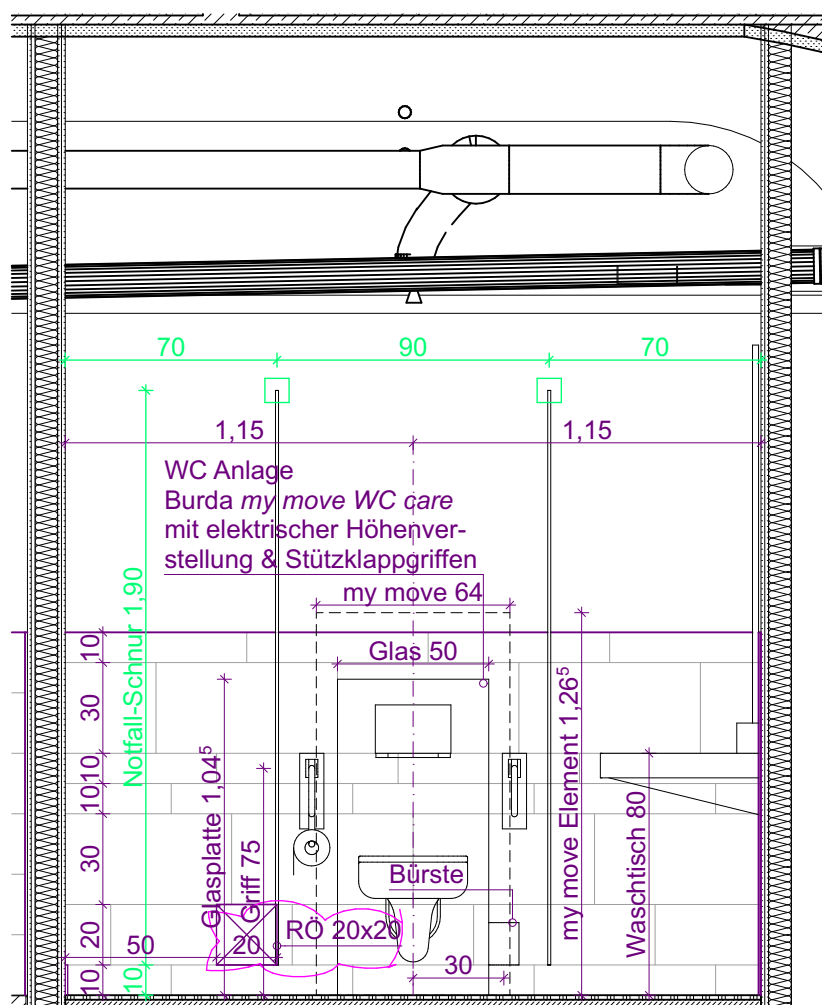 70
90
70
1,15
1,15
WC Anlage
Burda my move WC care
mit elektrischer Höhenver-
stellung & Stützklappgriffen
my move 64
Glas 50
Notfall-Schnur 1,90
10
30
10
10
30
20
10
10
Glasplatte 1,04⁵
Griff 75
my move Element 1,26⁵
Waschtisch 80
Bürste
RÖ 20x20
50
20
30